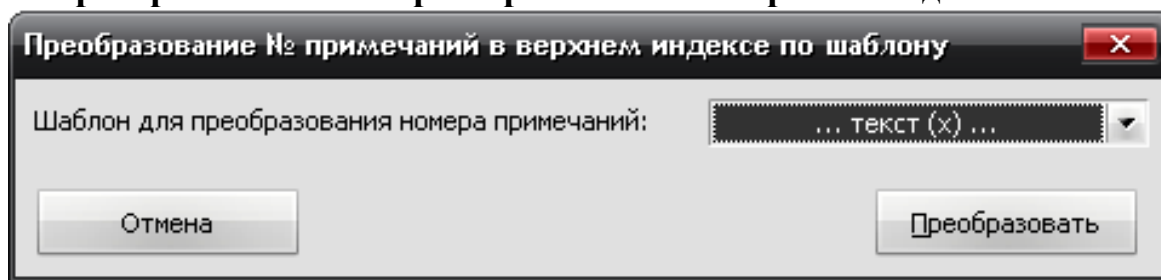 Преобразование № примечаний в верхнем индексе по шаблону
Шаблон для преобразования номера примечаний:
... текст (x) ...
Отмена
Преобразовать